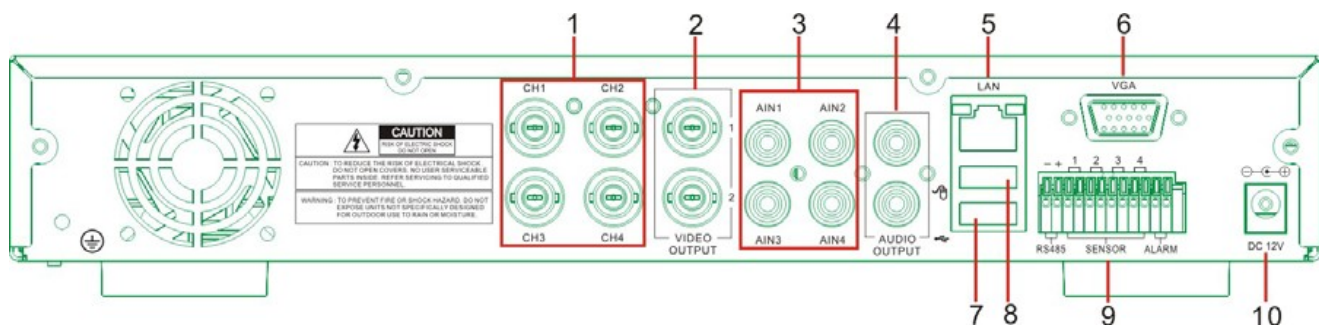 1 2 3 4 5 6
CH1 CH2
CH3 CH4
1
2
VIDEO
OUTPUT
AIN1 AIN2
AIN3 AIN4
AUDIO
OUTPUT
LAN
VGA
CAUTION
RISK OF ELECTRIC SHOCK
DO NOT OPEN
CAUTION : TO REDUCE THE RISK OF ELECTRICAL SHOCK
DO NOT OPEN COVERS. NO USER SERVICEABLE
PARTS INSIDE. REFER SERVICING TO QUALIFIED
SERVICE PERSONNEL.
WARNING : TO PREVENT FIRE OR SHOCK HAZARD. DO NOT
EXPOSE UNITS NOT SPECIFICALLY DESIGNED
FOR OUTDOOR USE TO RAIN OR MOISTURE.
− + 1 2 3 4
RS485 SENSOR ALARM
DC 12V
7 8 9 10